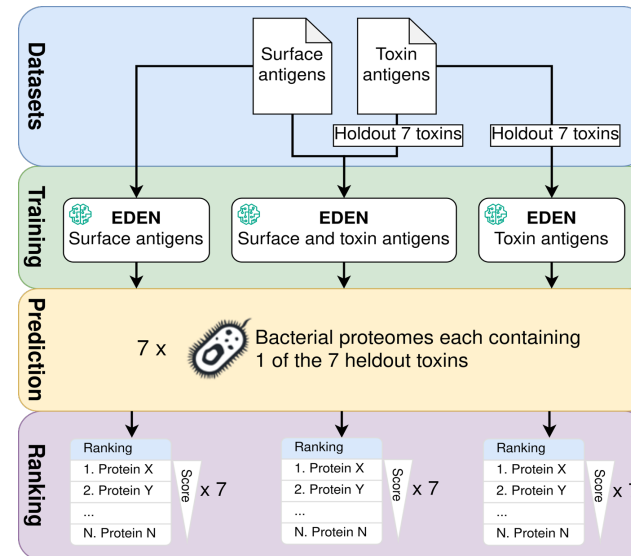 Datasets
Surface
antigens
Toxin
antigens
Holdout 7 toxins
Holdout 7 toxins
Training
EDEN
Surface antigens
EDEN
Surface and toxin antigens
EDEN
Toxin antigens
Prediction
7 x
Bacterial proteomes each containing
1 of the 7 heldout toxins
Ranking
Ranking
1. Protein X
2. Protein Y
...
N. Protein N
Score
x 7
Ranking
1. Protein X
2. Protein Y
...
N. Protein N
Score
x 7
Ranking
1. Protein X
2. Protein Y
...
N. Protein N
Score
x 7